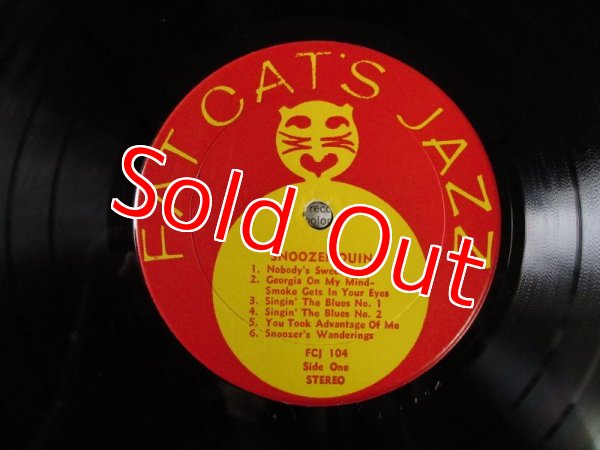 FAT CAT'S JAZZ
SNOOZER QUINN
1. Nobody's
2. Georgia On My Mind-
Smoke Gets In Your Eyes
3. Singin' The Blues No. 1
4. Singin' The Blues No. 2
5. You Took Advantage Of Me
6. Snoozer's Wanderings
FCJ 104
Side One
STEREO
Sold Out